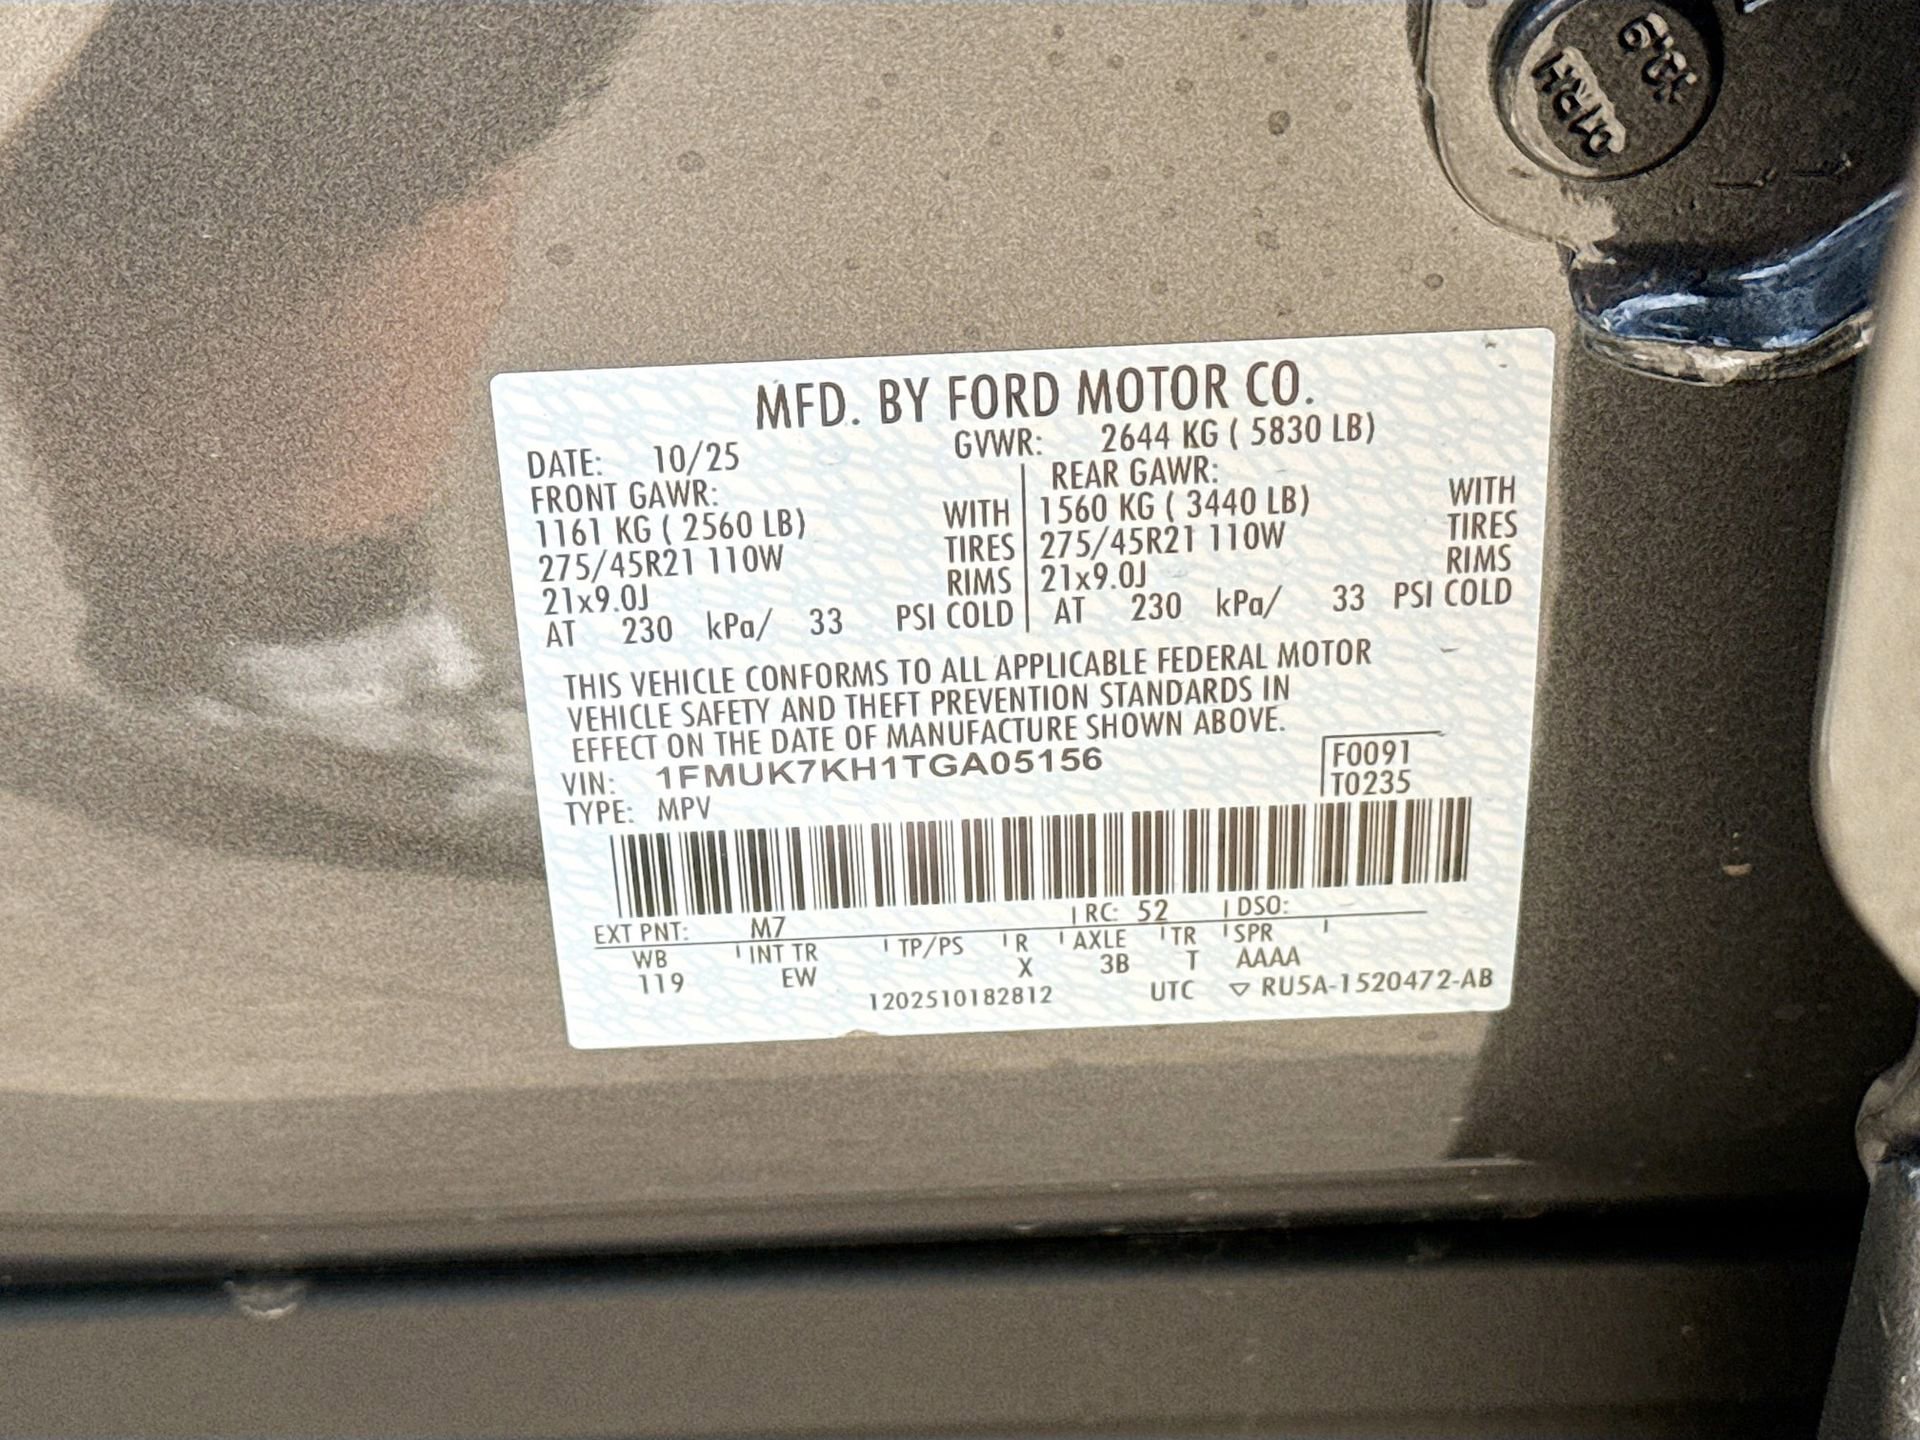 MFD. BY FORD MOTOR CO.
DATE: 10/25 GVWR: 2644 KG ( 5830 LB)
FRONT GAWR: REAR GAWR:
1161 KG ( 2560 LB) WITH 1560 KG ( 3440 LB) WITH
275/45R21 110W TIRES 275/45R21 110W TIRES
21x9.0J RIMS 21x9.0J RIMS
AT 230 kPa/ 33 PSI COLD AT 230 kPa/ 33 PSI COLD
THIS VEHICLE CONFORMS TO ALL APPLICABLE FEDERAL MOTOR
VEHICLE SAFETY AND THEFT PREVENTION STANDARDS IN
EFFECT ON THE DATE OF MANUFACTURE SHOWN ABOVE.
VIN: 1FMUK7KH1TGA05156 F0091
TYPE: MPV T0235
EXT PNT: M7 RC: 52 DSO:
WB INT TR TP/PS R AXLE TR SPR
119 EW X 3B T AAAA
1202510182812 UTC ▽ RU5A-1520472-AB